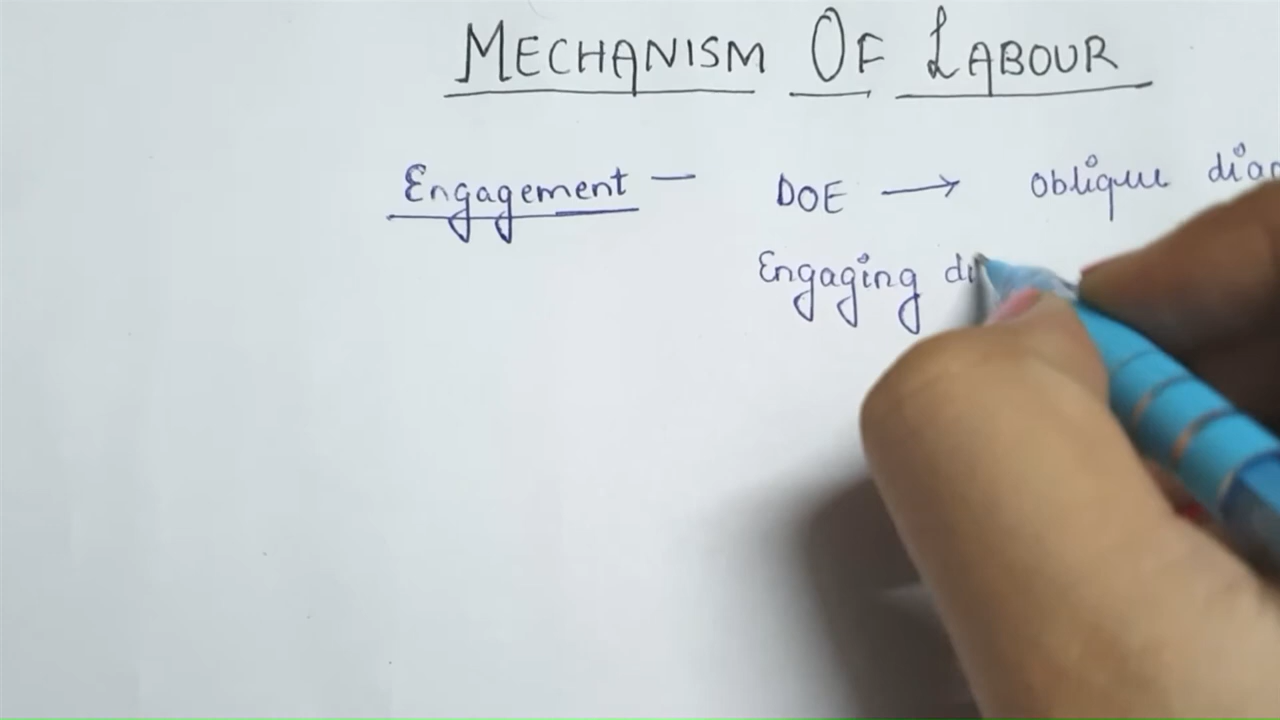 MECHANISM OF LABOUR
Engagement — DOE → oblique
Engaging